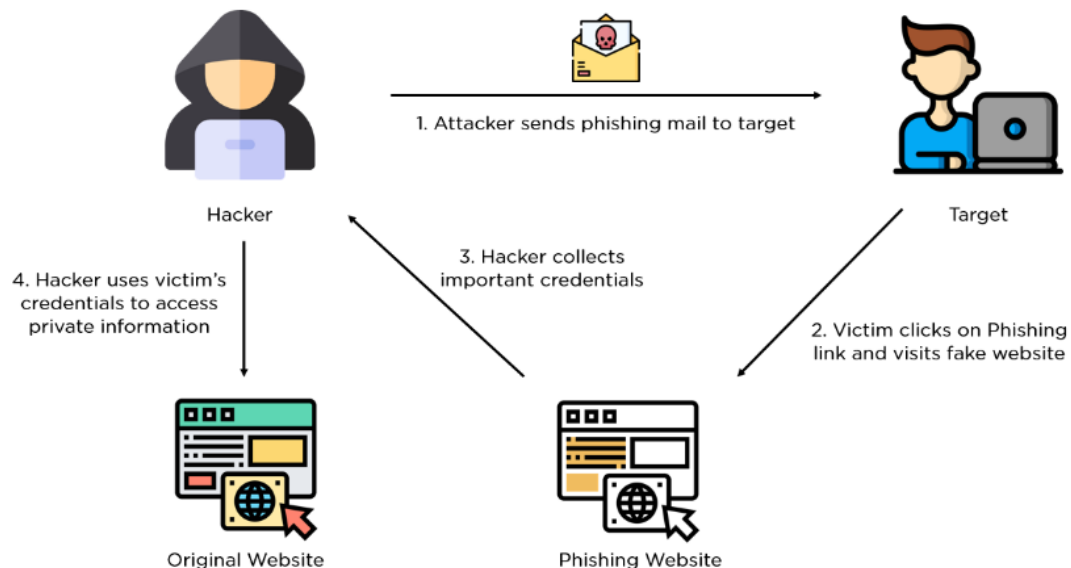 1. Attacker sends phishing mail to target
Hacker
Target
3. Hacker collects
important credentials
4. Hacker uses victim's
credentials to access
private information
2. Victim clicks on Phishing
link and visits fake website
Original Website
Phishing Website